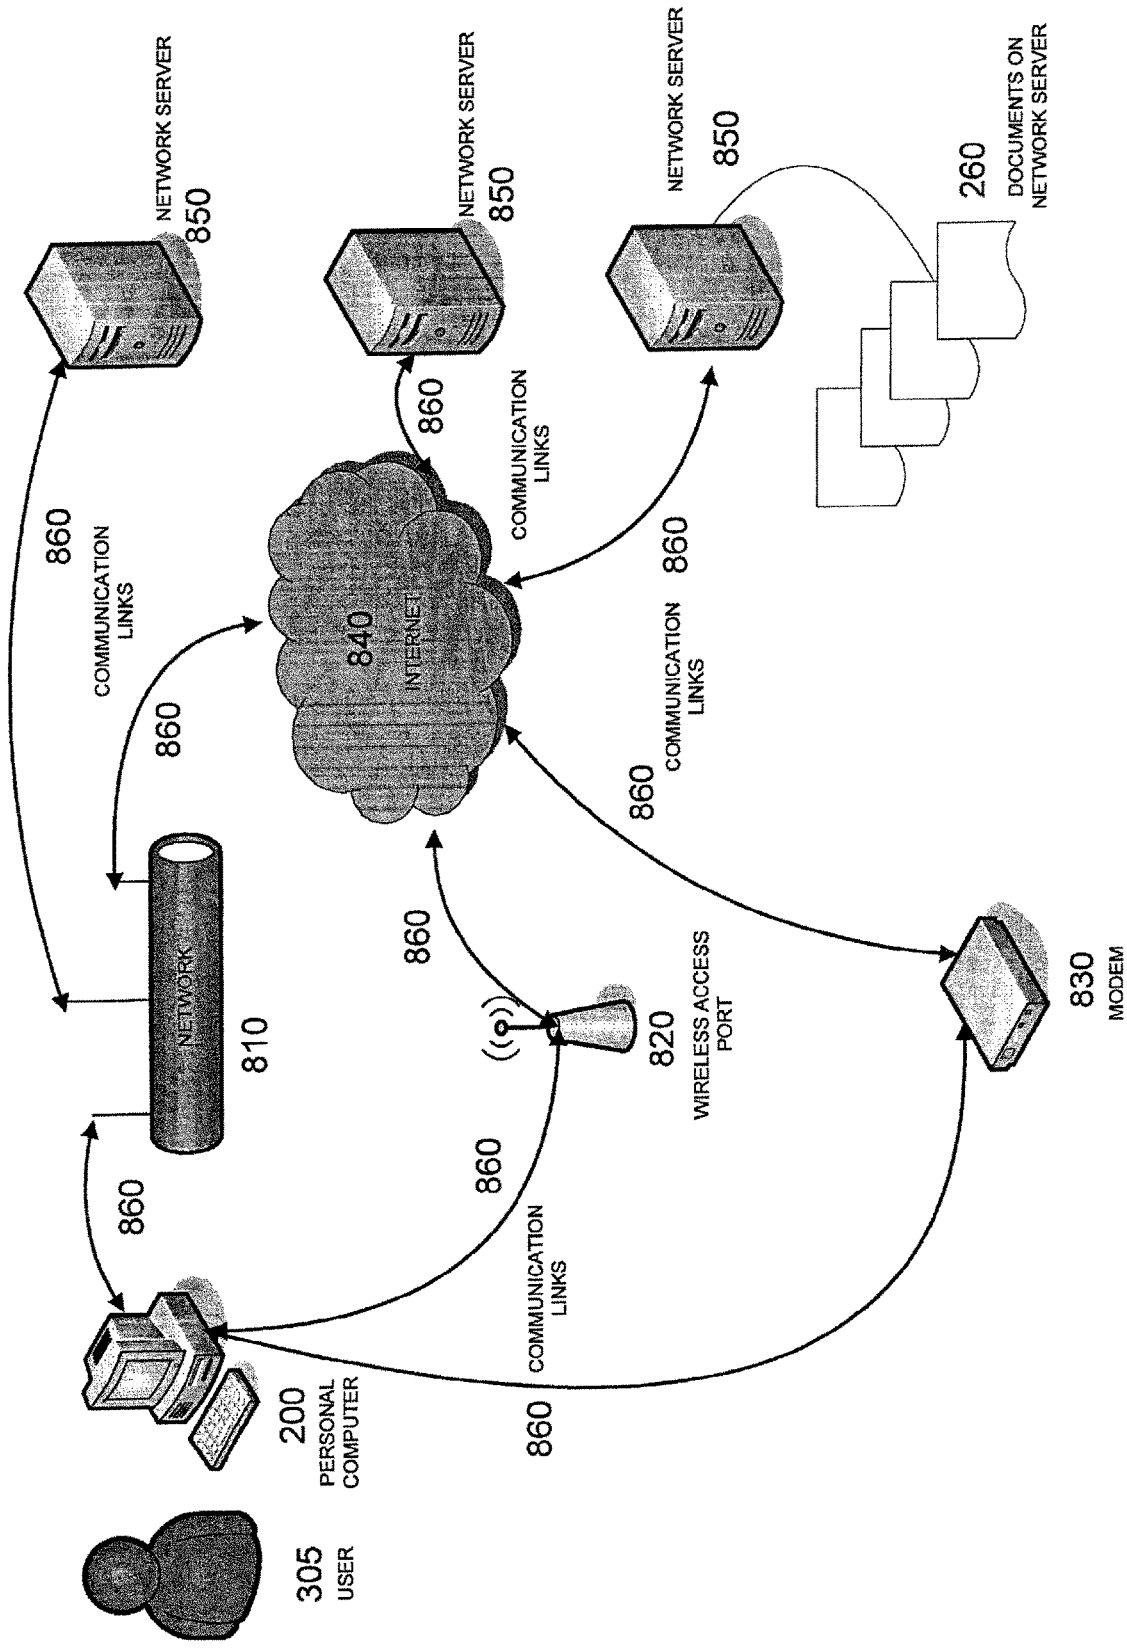 305
USER
200
PERSONAL
COMPUTER
860
NETWORK
810
860
COMMUNICATION
LINKS
860
NETWORK SERVER
850
860
COMMUNICATION
LINKS
860
860
WIRELESS ACCESS
PORT
820
840
INTERNET
860
COMMUNICATION
LINKS
NETWORK SERVER
850
860
830
MODEM
860
COMMUNICATION
LINKS
860
NETWORK SERVER
850
260
DOCUMENTS ON
NETWORK SERVER